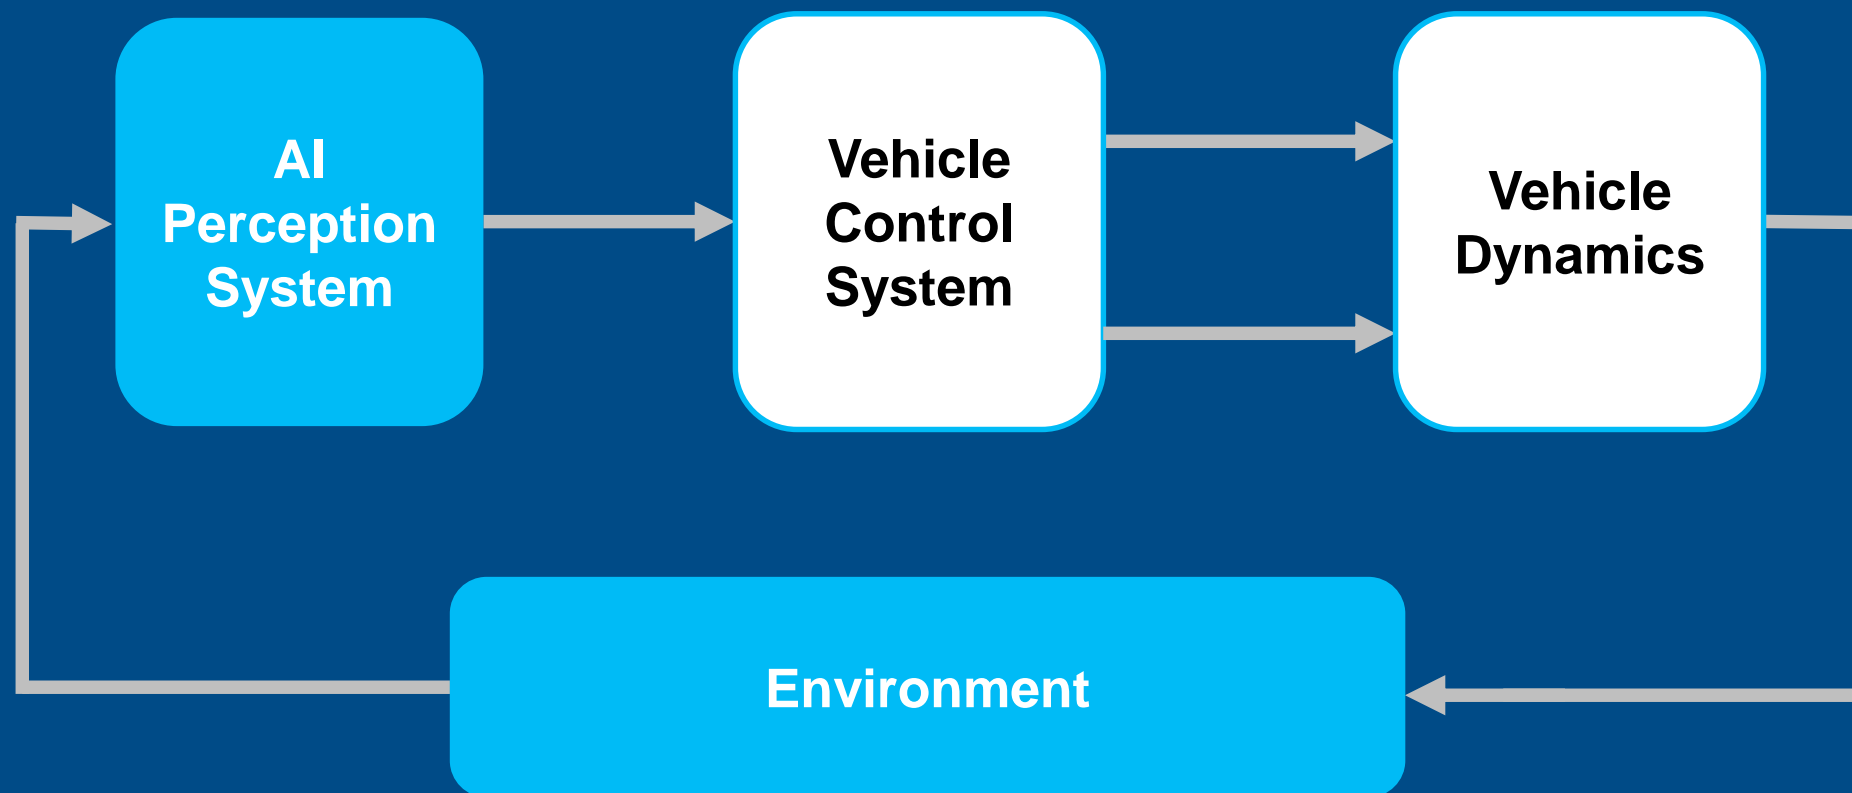 AI
Perception
System
Vehicle
Control
System
Vehicle
Dynamics
Environment